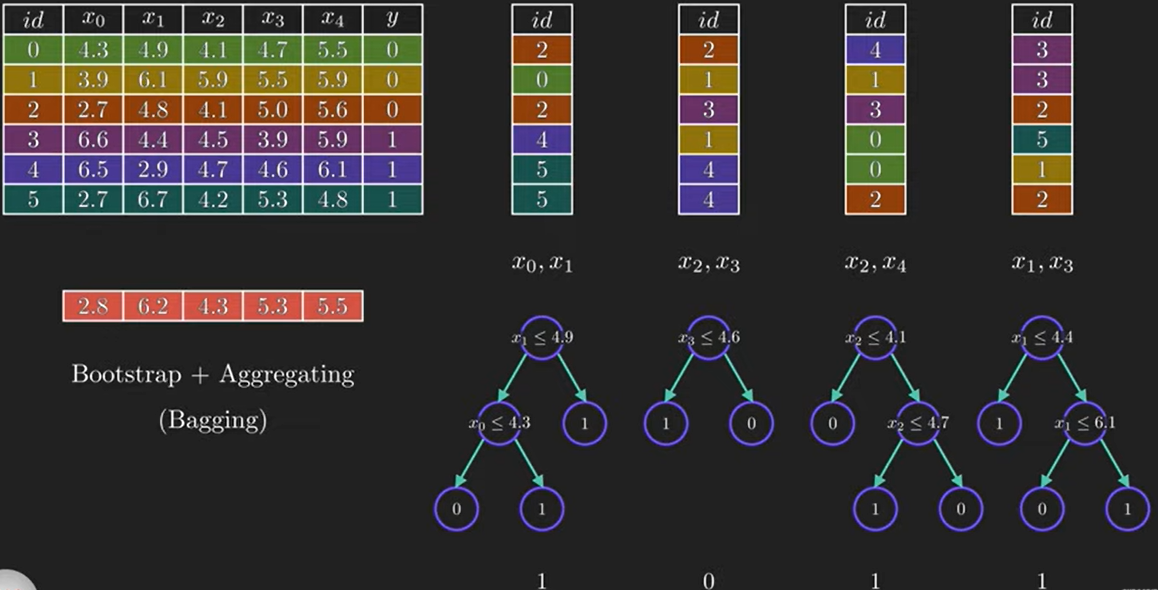 id x₀ x₁ x₂ x₃ x₄ y
0 4.3 4.9 4.1 4.7 5.5 0
1 3.9 6.1 5.9 5.5 5.9 0
2 2.7 4.8 4.1 5.0 5.6 0
3 6.6 4.4 4.5 3.9 5.9 1
4 6.5 2.9 4.7 4.6 6.1 1
5 2.7 6.7 4.2 5.3 4.8 1
2.8 6.2 4.3 5.3 5.5
Bootstrap + Aggregating
(Bagging)
id
2
0
2
4
5
5
x₀, x₁
x₁ ≤ 4.9
x₀ ≤ 4.3
1
0
1
1
id
2
1
3
1
4
4
x₂, x₃
x₃ ≤ 4.6
1
0
0
id
4
1
3
0
0
2
x₂, x₄
x₂ ≤ 4.1
0
x₂ ≤ 4.7
1
0
1
id
3
3
2
5
1
2
x₁, x₃
x₁ ≤ 4.4
1
x₁ ≤ 6.1
0
1
1